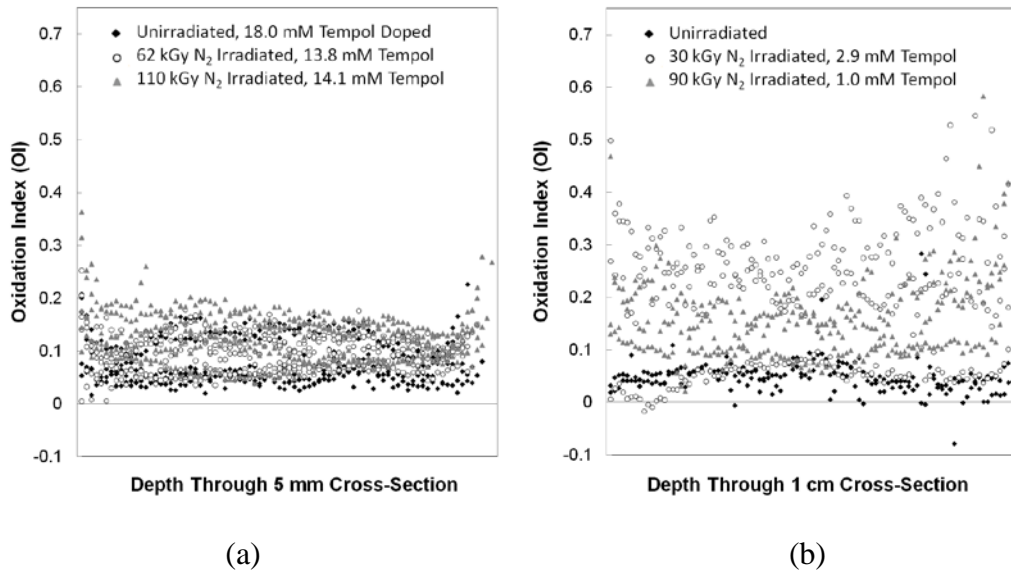 0.7
0.6
0.5
0.4
0.3
0.2
0.1
0
-0.1
Oxidation Index (OI)
Unirradiated, 18.0 mM Tempol Doped
62 kGy N₂ Irradiated, 13.8 mM Tempol
110 kGy N₂ Irradiated, 14.1 mM Tempol
Depth Through 5 mm Cross-Section
(a)
0.7
0.6
0.5
0.4
0.3
0.2
0.1
0
-0.1
Oxidation Index (OI)
Unirradiated
30 kGy N₂ Irradiated, 2.9 mM Tempol
90 kGy N₂ Irradiated, 1.0 mM Tempol
Depth Through 1 cm Cross-Section
(b)